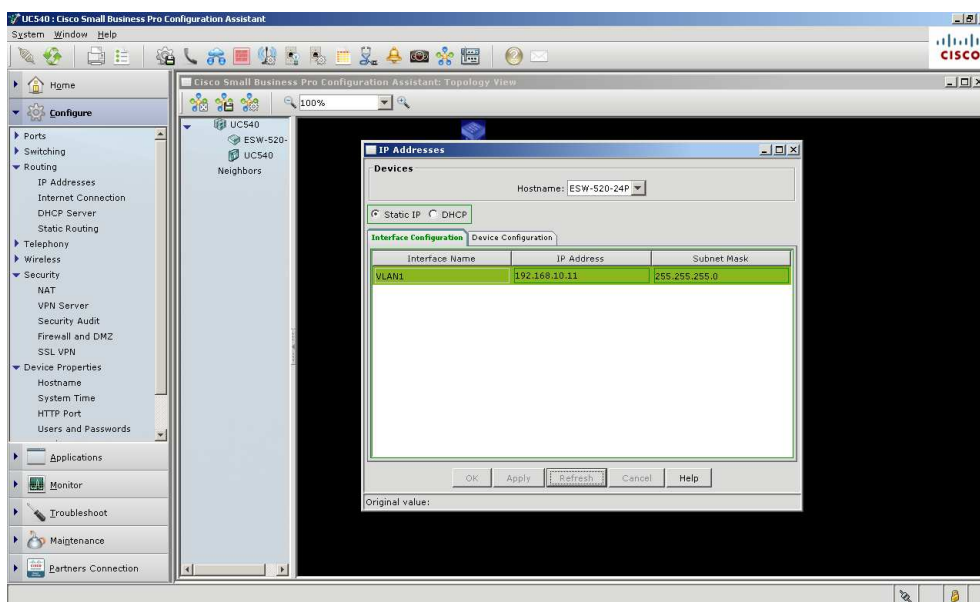 UC540 : Cisco Small Business Pro Configuration Assistant
System Window Help
CISCO
Home
Configure
Ports
Switching
Routing
IP Addresses
Internet Connection
DHCP Server
Static Routing
Telephony
Wireless
Security
NAT
VPN Server
Security Audit
Firewall and DMZ
SSL VPN
Device Properties
Hostname
System Time
HTTP Port
Users and Passwords
Applications
Monitor
Troubleshoot
Maintenance
Partners Connection
Cisco Small Business Pro Configuration Assistant: Topology View
100%
UC540
ESW-520-
UC540
Neighbors
IP Addresses
Devices
Hostname: ESW-520-24P
Static IP DHCP
Interface Configuration Device Configuration
Interface Name IP Address Subnet Mask
VLAN1 192.168.10.11 255.255.255.0
OK Apply Refresh Cancel Help
Original value: